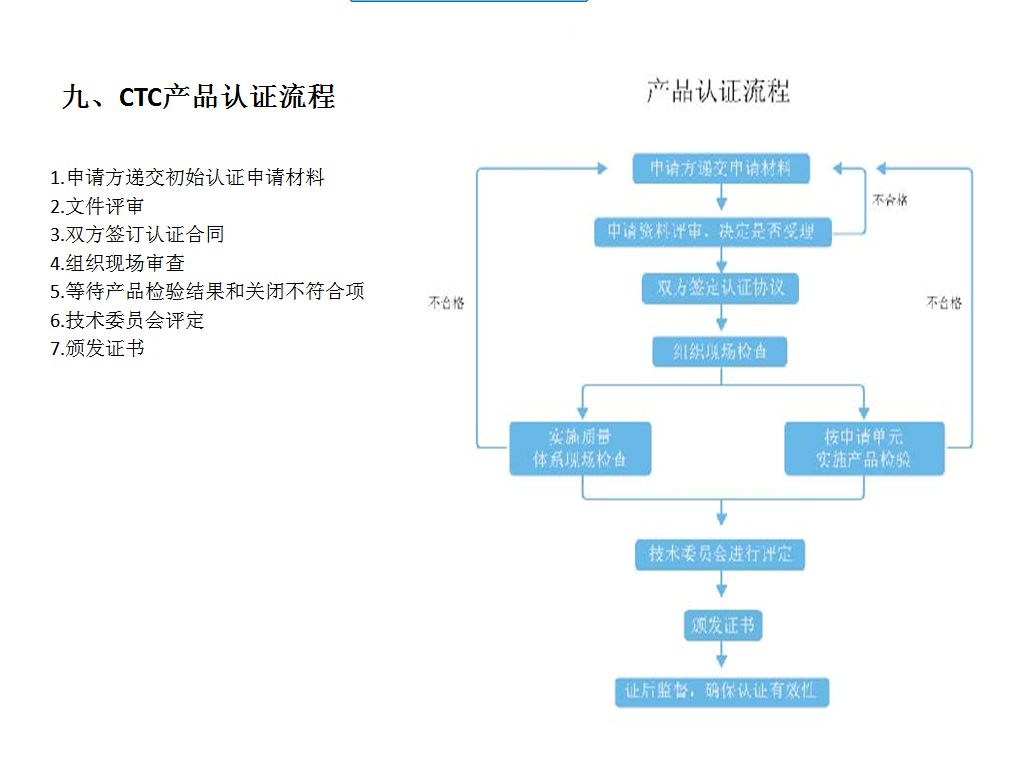 九、CTC产品认证流程
1.申请方递交初始认证申请材料
2.文件评审
3.双方签订认证合同
4.组织现场审查
5.等待产品检验结果和关闭不符合项
6.技术委员会评定
7.颁发证书
产品认证流程
申请方递交申请材料
不合格
申请资料评审，决定是否受理
双方签定认证协议
不合格
不合格
组织现场检查
实施质量
体系现场检查
按申请单元
实施产品检验
技术委员会进行评定
颁发证书
证后监督，确保认证有效性